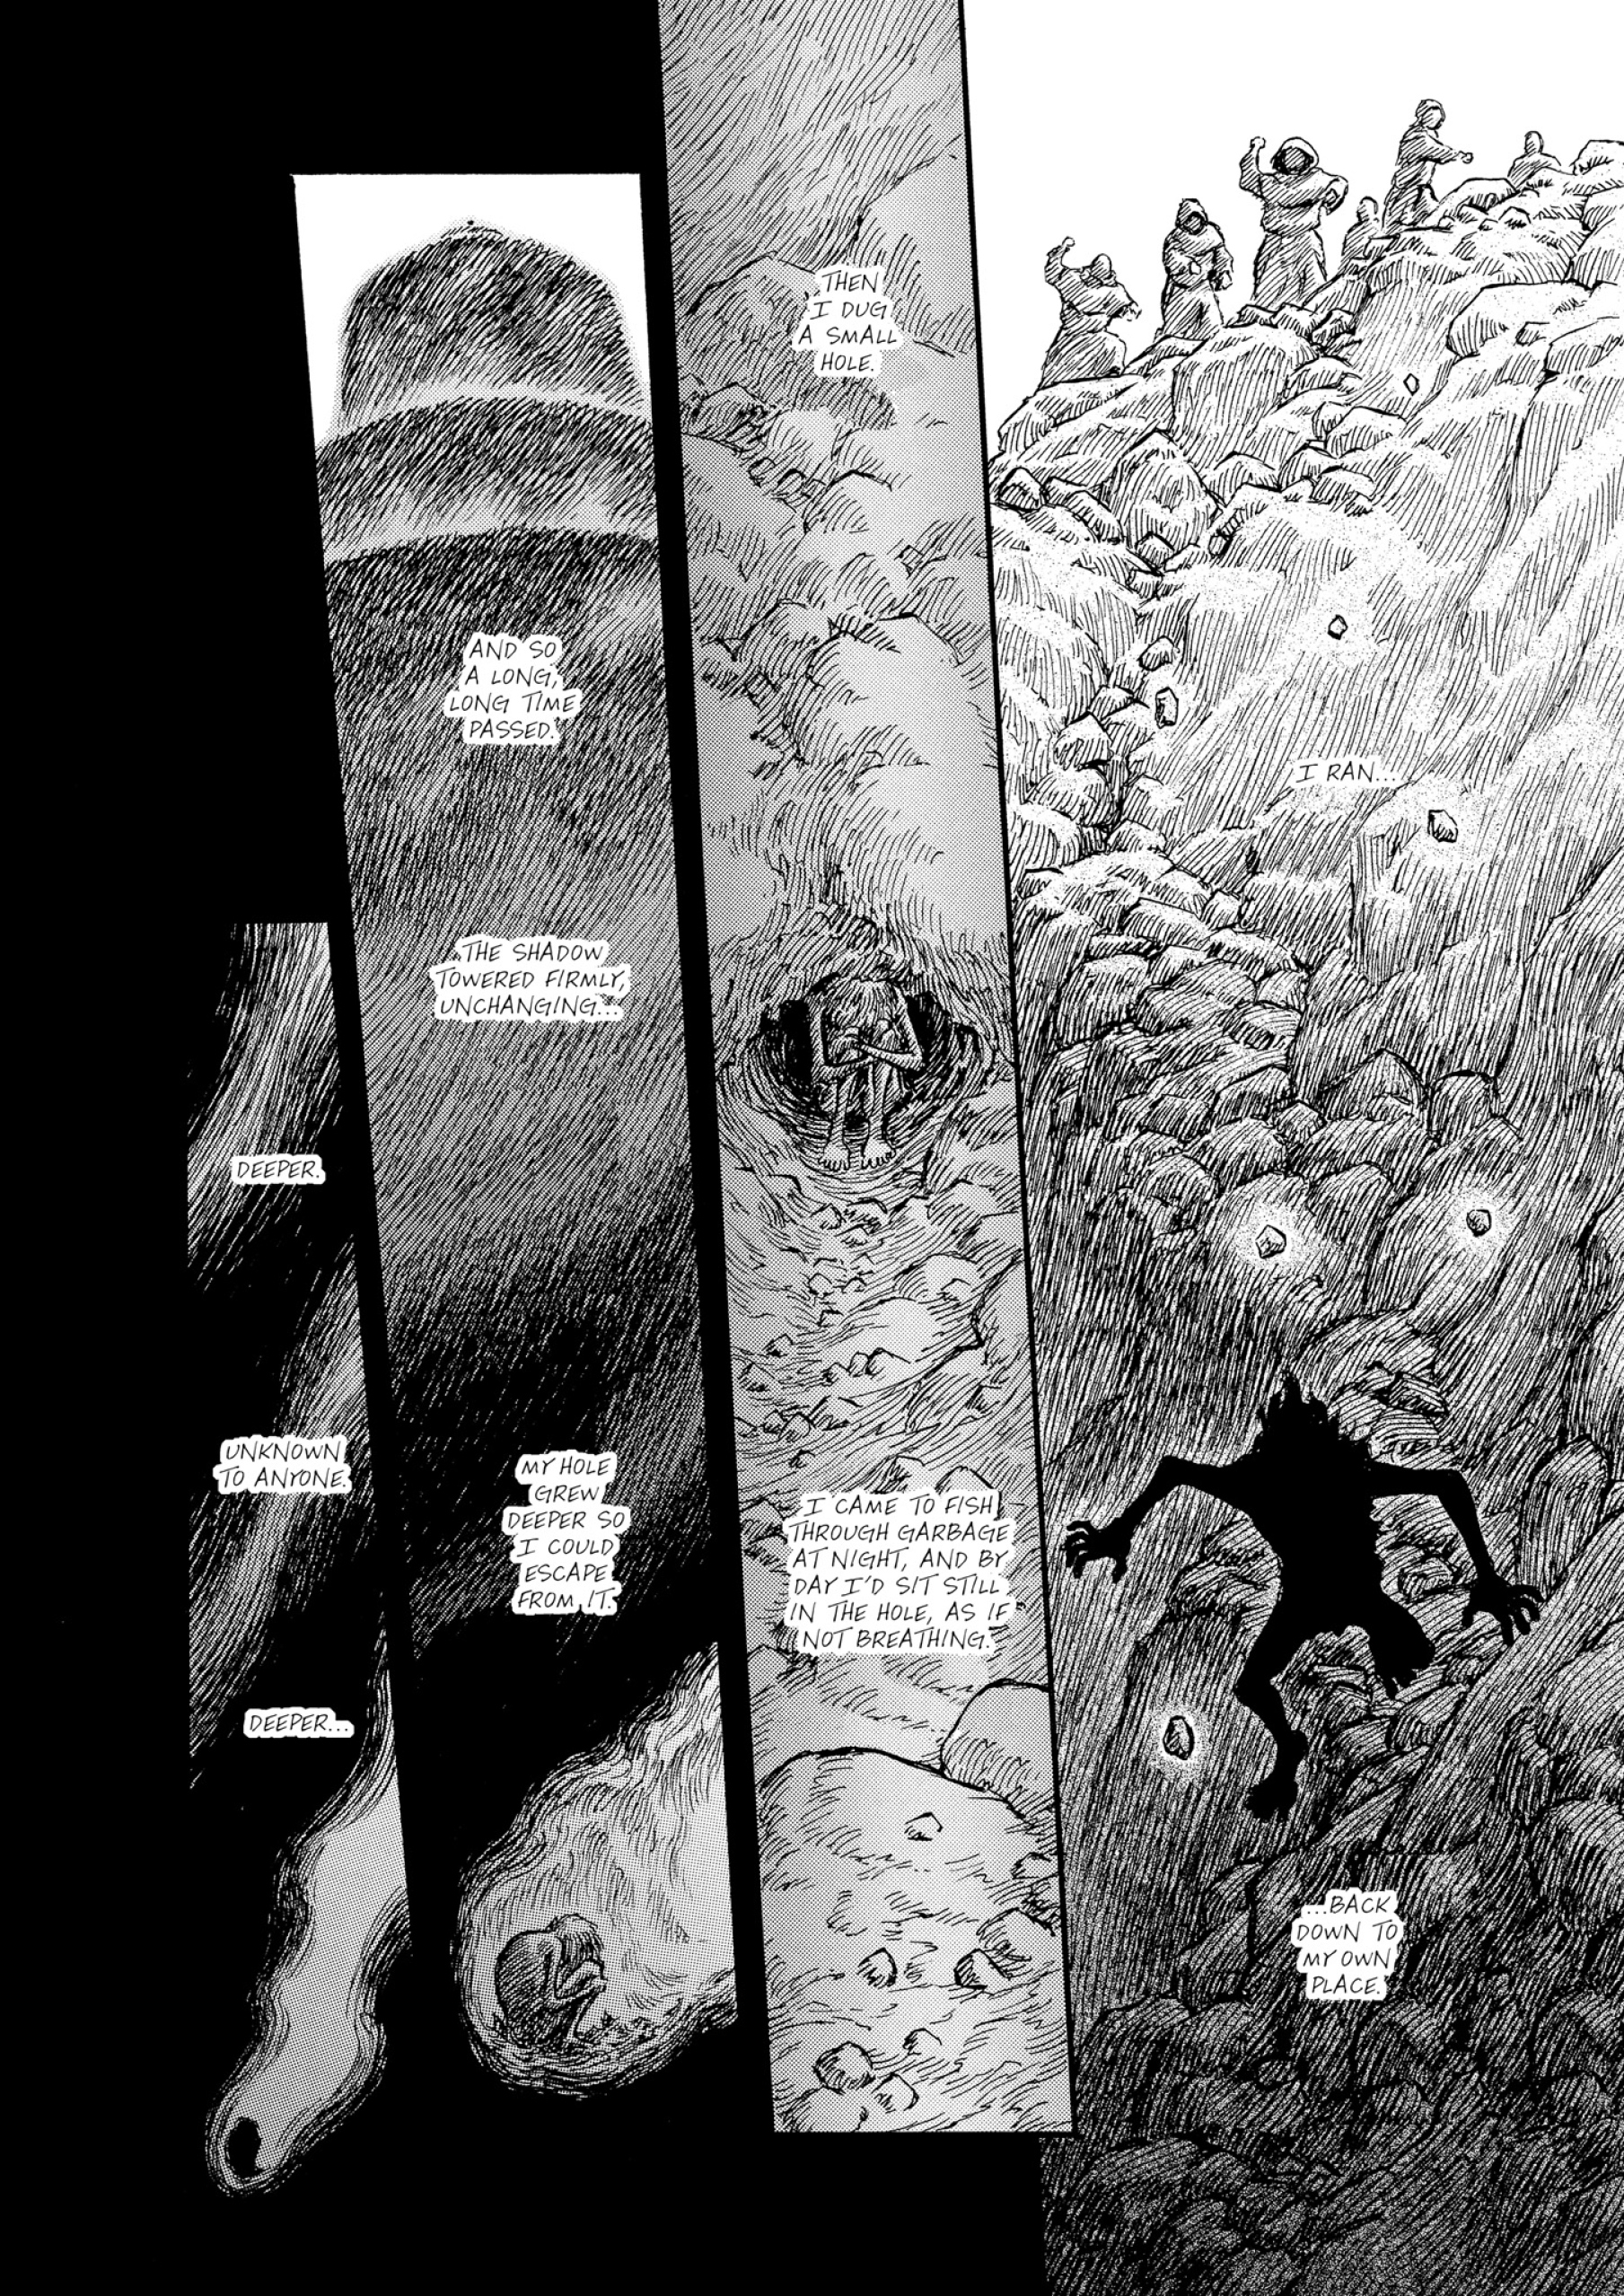 I RAN...
...BACK
DOWN TO
MY OWN
PLACE.
THEN
I DUG
A SMALL
HOLE.
I CAME TO FISH
THROUGH GARBAGE
AT NIGHT, AND BY
DAY I'D SIT STILL
IN THE HOLE, AS IF
NOT BREATHING.
AND SO
A LONG,
LONG TIME
PASSED.
THE SHADOW
TOWERED FIRMLY,
UNCHANGING...
MY HOLE
GREW
DEEPER SO
I COULD
ESCAPE
FROM IT.
DEEPER.
UNKNOWN
TO ANYONE.
DEEPER...